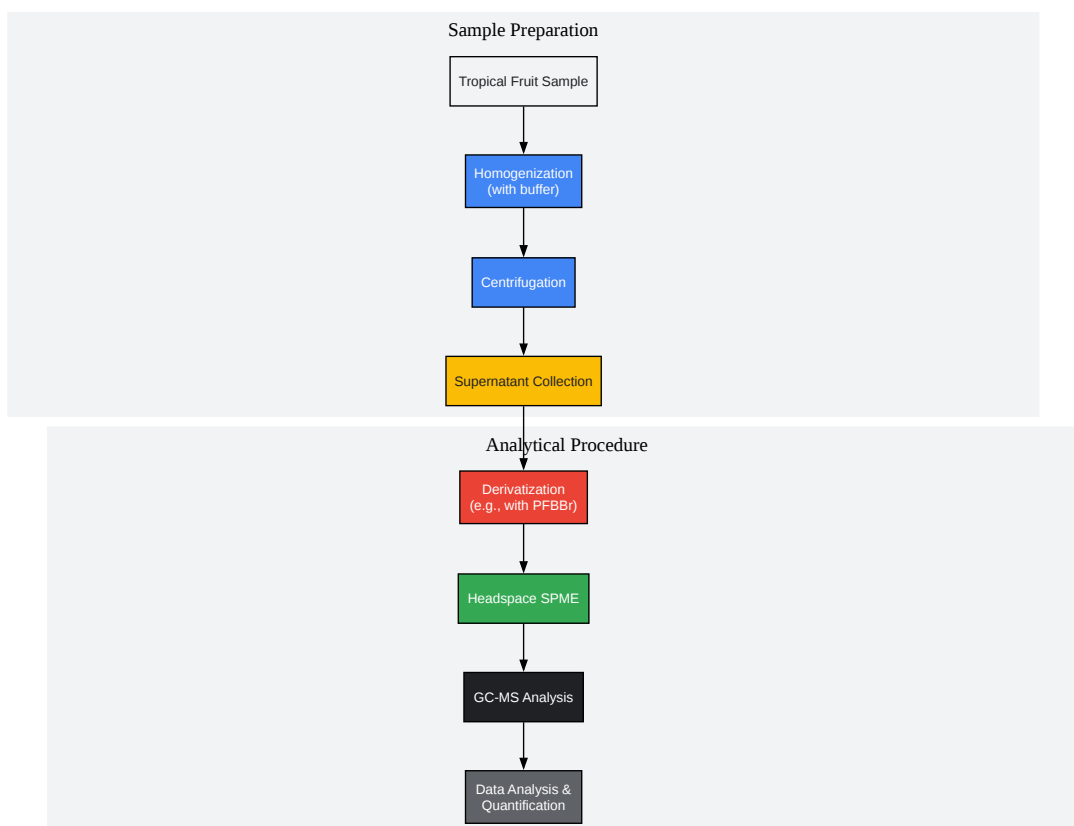 Sample Preparation
Tropical Fruit Sample
Homogenization
(with buffer)
Centrifugation
Supernatant Collection
Analytical Procedure
Derivatization
(e.g., with PFBBr)
Headspace SPME
GC-MS Analysis
Data Analysis &
Quantification